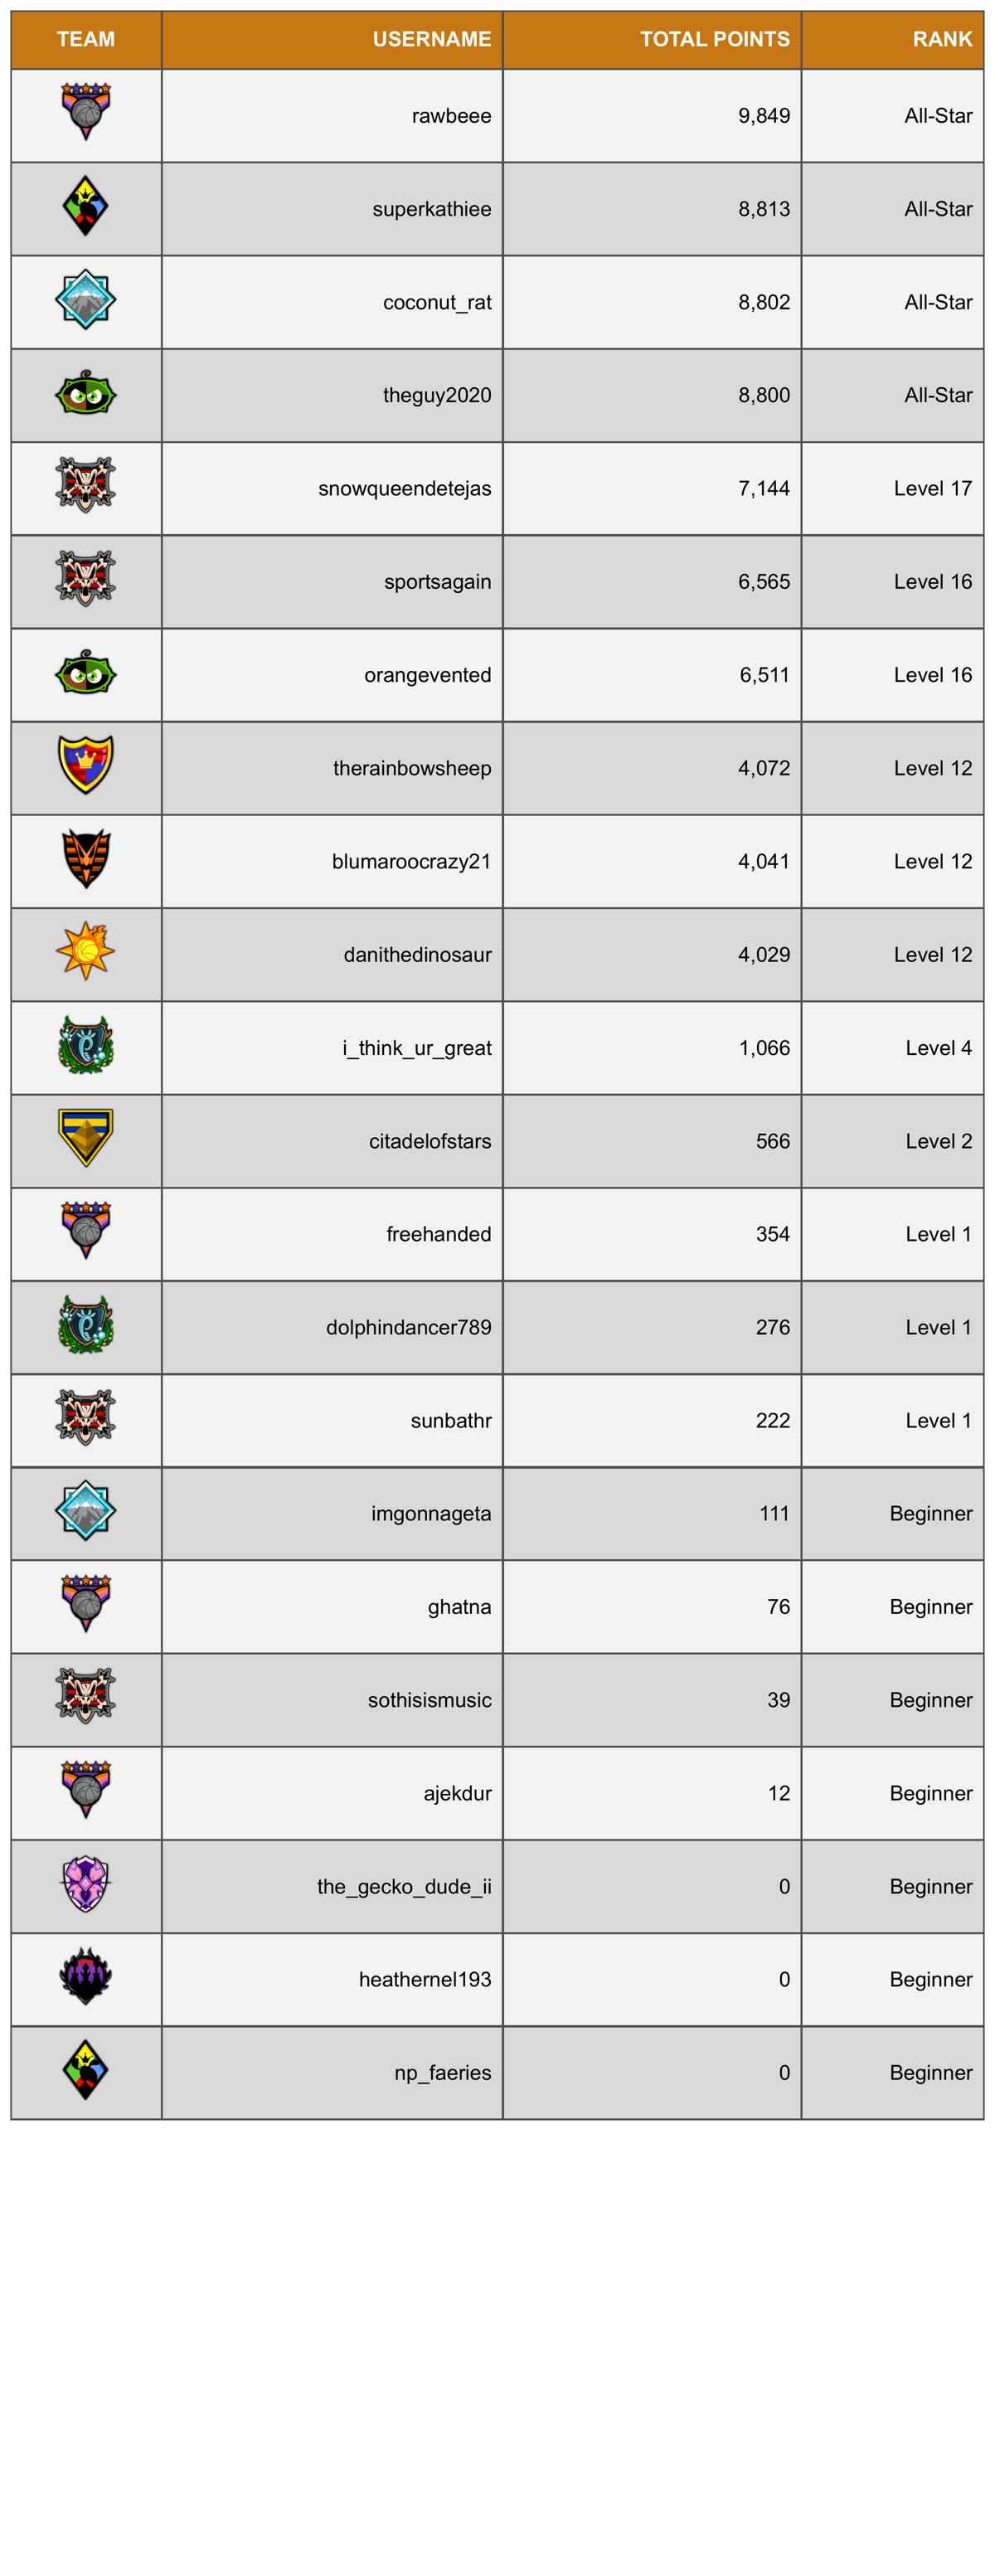 TEAM USERNAME TOTAL POINTS RANK
rawbeee 9,849 All-Star
superkathiee 8,813 All-Star
coconut_rat 8,802 All-Star
theguy2020 8,800 All-Star
snowqueendetejas 7,144 Level 17
sportsagain 6,565 Level 16
orangevented 6,511 Level 16
therainbowsheep 4,072 Level 12
blumaroocrazy21 4,041 Level 12
danithedinosaur 4,029 Level 12
i_think_ur_great 1,066 Level 4
citadelofstars 566 Level 2
freehanded 354 Level 1
dolphindancer789 276 Level 1
sunbathr 222 Level 1
imgonnageta 111 Beginner
ghatna 76 Beginner
sothisismusic 39 Beginner
ajekdur 12 Beginner
the_gecko_dude_ii 0 Beginner
heathernel193 0 Beginner
np_faeries 0 Beginner